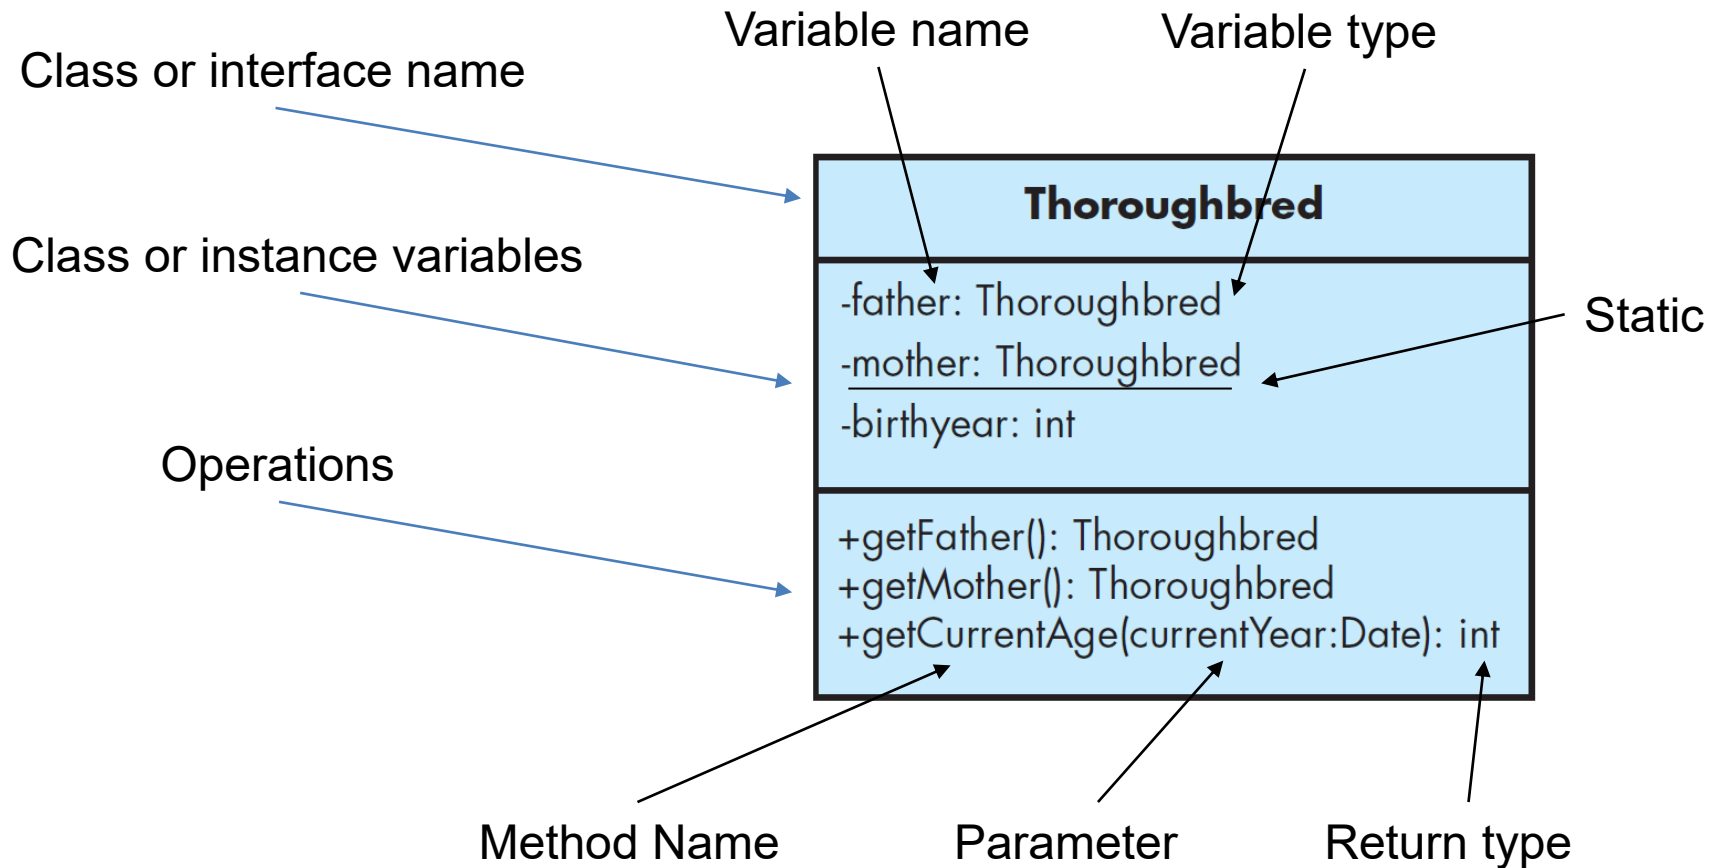 Variable name
Variable type
Class or interface name
Thoroughbred
Class or instance variables
-father: Thoroughbred
Static
-mother: Thoroughbred
-birthyear: int
Operations
+getFather(): Thoroughbred
+getMother(): Thoroughbred
+getCurrentAge(currentYear:Date): int
Method Name
Parameter
Return type